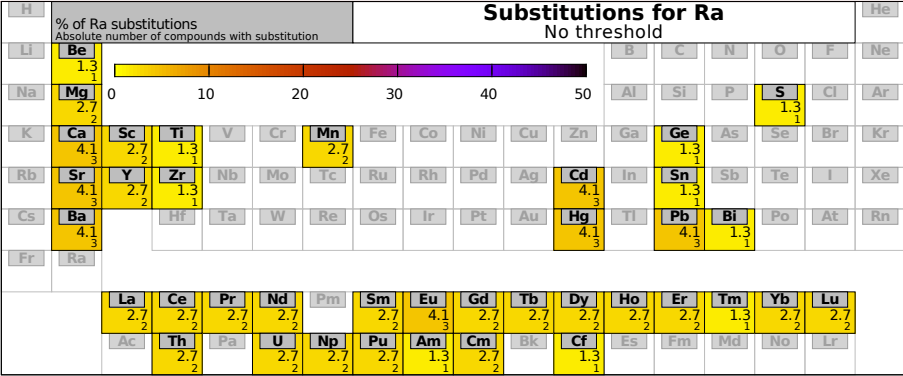 H % of Ra substitutions Substitutions for Ra He
Absolute number of compounds with substitution No threshold
Li Be B C N O F Ne
1.3
1
Na Mg 0 10 20 30 40 50 Al Si P S Cl Ar
2.7 1.3
2 1
K Ca Sc Ti V Cr Mn Fe Co Ni Cu Zn Ga Ge As Se Br Kr
4.1 2.7 1.3 2.7 1.3
3 2 1 2 1
Rb Sr Y Zr Nb Mo Tc Ru Rh Pd Ag Cd In Sn Sb Te I Xe
4.1 2.7 1.3 4.1 1.3
3 2 1 3 1
Cs Ba Hf Ta W Re Os Ir Pt Au Hg Tl Pb Bi Po At Rn
4.1 4.1 4.1 1.3
3 3 3 1
Fr Ra
La Ce Pr Nd Pm Sm Eu Gd Tb Dy Ho Er Tm Yb Lu
2.7 2.7 2.7 2.7 2.7 4.1 2.7 2.7 2.7 2.7 2.7 1.3 2.7 2.7
2 2 2 2 2 3 2 2 2 2 2 1 2 2
Ac Th Pa U Np Pu Am Cm Bk Cf Es Fm Md No Lr
2.7 2.7 2.7 2.7 1.3 2.7 1.3
2 2 2 2 1 2 1